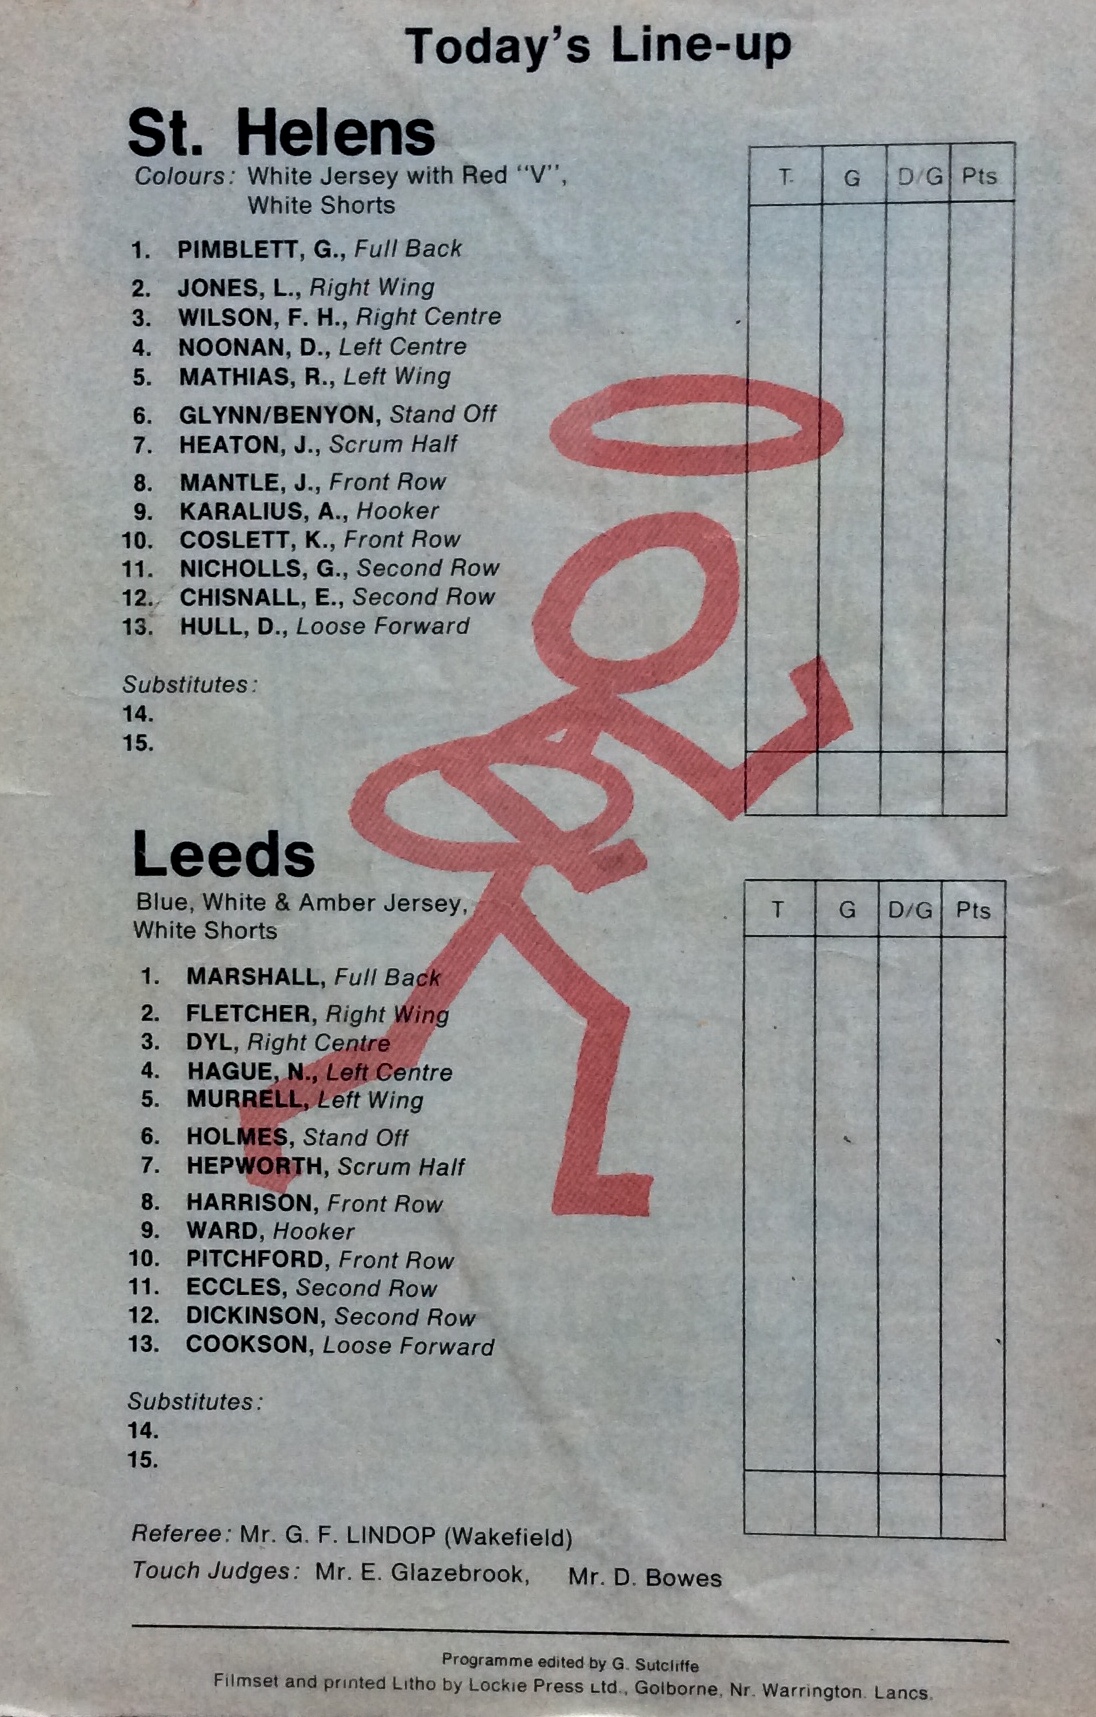 Today's Line-up
St. Helens
Colours: White Jersey with Red "V",
White Shorts
T G D/G Pts
1. PIMBLETT, G., Full Back
2. JONES, L., Right Wing
3. WILSON, F. H., Right Centre
4. NOONAN, D., Left Centre
5. MATHIAS, R., Left Wing
6. GLYNN/BENYON, Stand Off
7. HEATON, J., Scrum Half
8. MANTLE, J., Front Row
9. KARALIUS, A., Hooker
10. COSLETT, K., Front Row
11. NICHOLLS, G., Second Row
12. CHISNALL, E., Second Row
13. HULL, D., Loose Forward
Substitutes:
14.
15.
Leeds
Blue, White & Amber Jersey,
White Shorts
T G D/G Pts
1. MARSHALL, Full Back
2. FLETCHER, Right Wing
3. DYL, Right Centre
4. HAGUE, N., Left Centre
5. MURRELL, Left Wing
6. HOLMES, Stand Off
7. HEPWORTH, Scrum Half
8. HARRISON, Front Row
9. WARD, Hooker
10. PITCHFORD, Front Row
11. ECCLES, Second Row
12. DICKINSON, Second Row
13. COOKSON, Loose Forward
Substitutes:
14.
15.
Referee: Mr. G. F. LINDOP (Wakefield)
Touch Judges: Mr. E. Glazebrook, Mr. D. Bowes
Programme edited by G. Sutcliffe
Filmset and printed Litho by Lockie Press Ltd., Golborne, Nr. Warrington. Lancs.